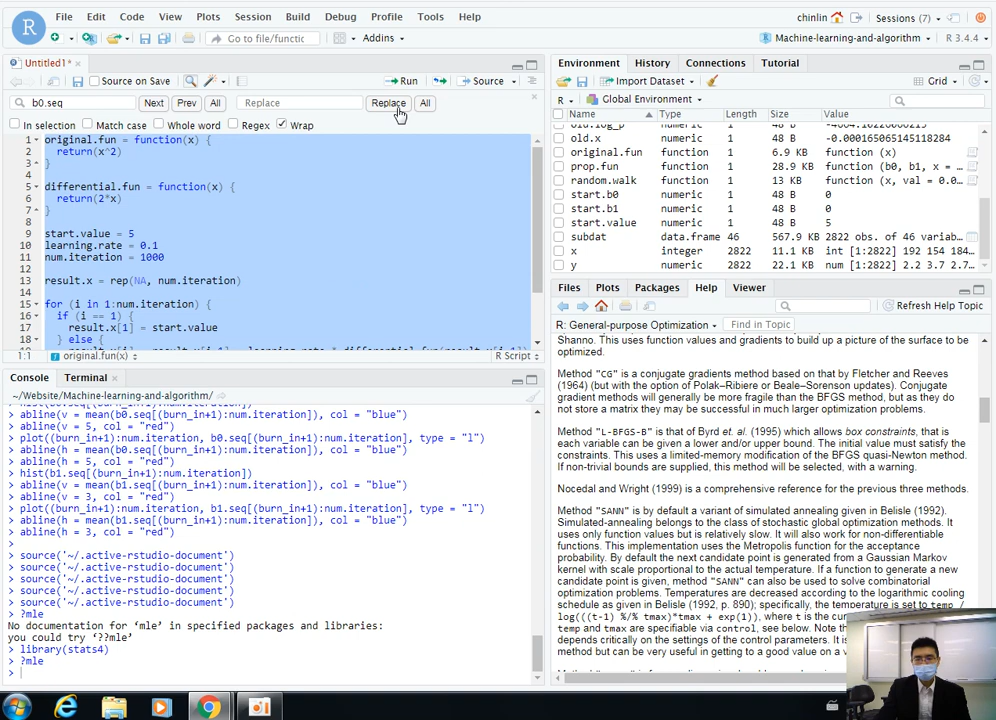 File Edit Code View Plots Session Build Debug Profile Tools Help
chinlin
Sessions (7)
R
Go to file/functic
Addins
Machine-learning-and-algorithm
R 3.4.4
Untitled1*
Source on Save
Run
Source
b0.seq
Next
Prev
All
Replace
Replace
All
In selection
Match case
Whole word
Regex
Wrap
1 original.fun = function(x) {
2 return(x^2)
3 }
4
5 differential.fun = function(x) {
6 return(2*x)
7 }
8
9 start.value = 5
10 learning.rate = 0.1
11 num.iteration = 1000
12
13 result.x = rep(NA, num.iteration)
14
15 for (i in 1:num.iteration) {
16 if (i == 1) {
17 result.x[1] = start.value
18 } else {
1:1
original.fun(x)
R Script
Console
Terminal
~/Website/Machine-learning-and-algorithm/
> abline(v = mean(b0.seq[(burn_in+1):num.iteration]), col = "blue")
> abline(v = 5, col = "red")
> plot((burn_in+1):num.iteration, b0.seq[(burn_in+1):num.iteration], type = "l")
> abline(h = mean(b0.seq[(burn_in+1):num.iteration]), col = "blue")
> abline(h = 5, col = "red")
> hist(b1.seq[(burn_in+1):num.iteration])
> abline(v = mean(b1.seq[(burn_in+1):num.iteration]), col = "blue")
> abline(v = 3, col = "red")
> plot((burn_in+1):num.iteration, b1.seq[(burn_in+1):num.iteration], type = "l")
> abline(h = mean(b1.seq[(burn_in+1):num.iteration]), col = "blue")
> abline(h = 3, col = "red")
>
> source('~/.active-rstudio-document')
> source('~/.active-rstudio-document')
> source('~/.active-rstudio-document')
> source('~/.active-rstudio-document')
> source('~/.active-rstudio-document')
> ?mle
No documentation for ‘mle’ in specified packages and libraries:
you could try ‘??mle’
> library(stats4)
> ?mle
>
Environment
History
Connections
Tutorial
Import Dataset
Grid
R
Global Environment
Name Type Length Size Value
old.x numeric 1 48 B -0.000165065145118284
original.fun function 1 6.9 KB function (x)
prop.fun function 1 28.9 KB function (b0, b1, x = …
random.walk function 1 13 KB function (x, val = 0.0…
start.b0 numeric 1 48 B 0
start.b1 numeric 1 48 B 0
start.value numeric 1 48 B 5
subdat data.frame 46 567.9 KB 2822 obs. of 46 variab…
x integer 2822 11.1 KB int [1:2822] 192 154 184…
y numeric 2822 22.1 KB num [1:2822] 2.2 3.7 2.7…
Files
Plots
Packages
Help
Viewer
Refresh Help Topic
R: General-purpose Optimization
Find in Topic
Shanno. This uses function values and gradients to build up a picture of the surface to be
optimized.
Method "CG" is a conjugate gradients method based on that by Fletcher and Reeves
(1964) (but with the option of Polak–Ribiere or Beale–Sorenson updates). Conjugate
gradient methods will generally be more fragile than the BFGS method, but as they do
not store a matrix they may be successful in much larger optimization problems.
Method "L-BFGS-B" is that of Byrd et. al. (1995) which allows box constraints, that is
each variable can be given a lower and/or upper bound. The initial value must satisfy the
constraints. This uses a limited-memory modification of the BFGS quasi-Newton method.
If non-trivial bounds are supplied, this method will be selected, with a warning.
Nocedal and Wright (1999) is a comprehensive reference for the previous three methods.
Method "SANN" is by default a variant of simulated annealing given in Belisle (1992).
Simulated-annealing belongs to the class of stochastic global optimization methods. It
uses only function values but is relatively slow. It will also work for non-differentiable
functions. This implementation uses the Metropolis function for the acceptance
probability. By default the next candidate point is generated from a Gaussian Markov
kernel with scale proportional to the actual temperature. If a function to generate a new
candidate point is given, method "SANN" can also be used to solve combinatorial
optimization problems. Temperatures are decreased according to the logarithmic cooling
schedule as given in Belisle (1992, p. 890); specifically, the temperature is set to temp /
log(((t-1) %/% tmax)*tmax + exp(1)), where t is the curr
temp and tmax are specifiable via control, see below. Note tha
depends critically on the settings of the control parameters. It is
but can be very useful in getting to a good value on a v